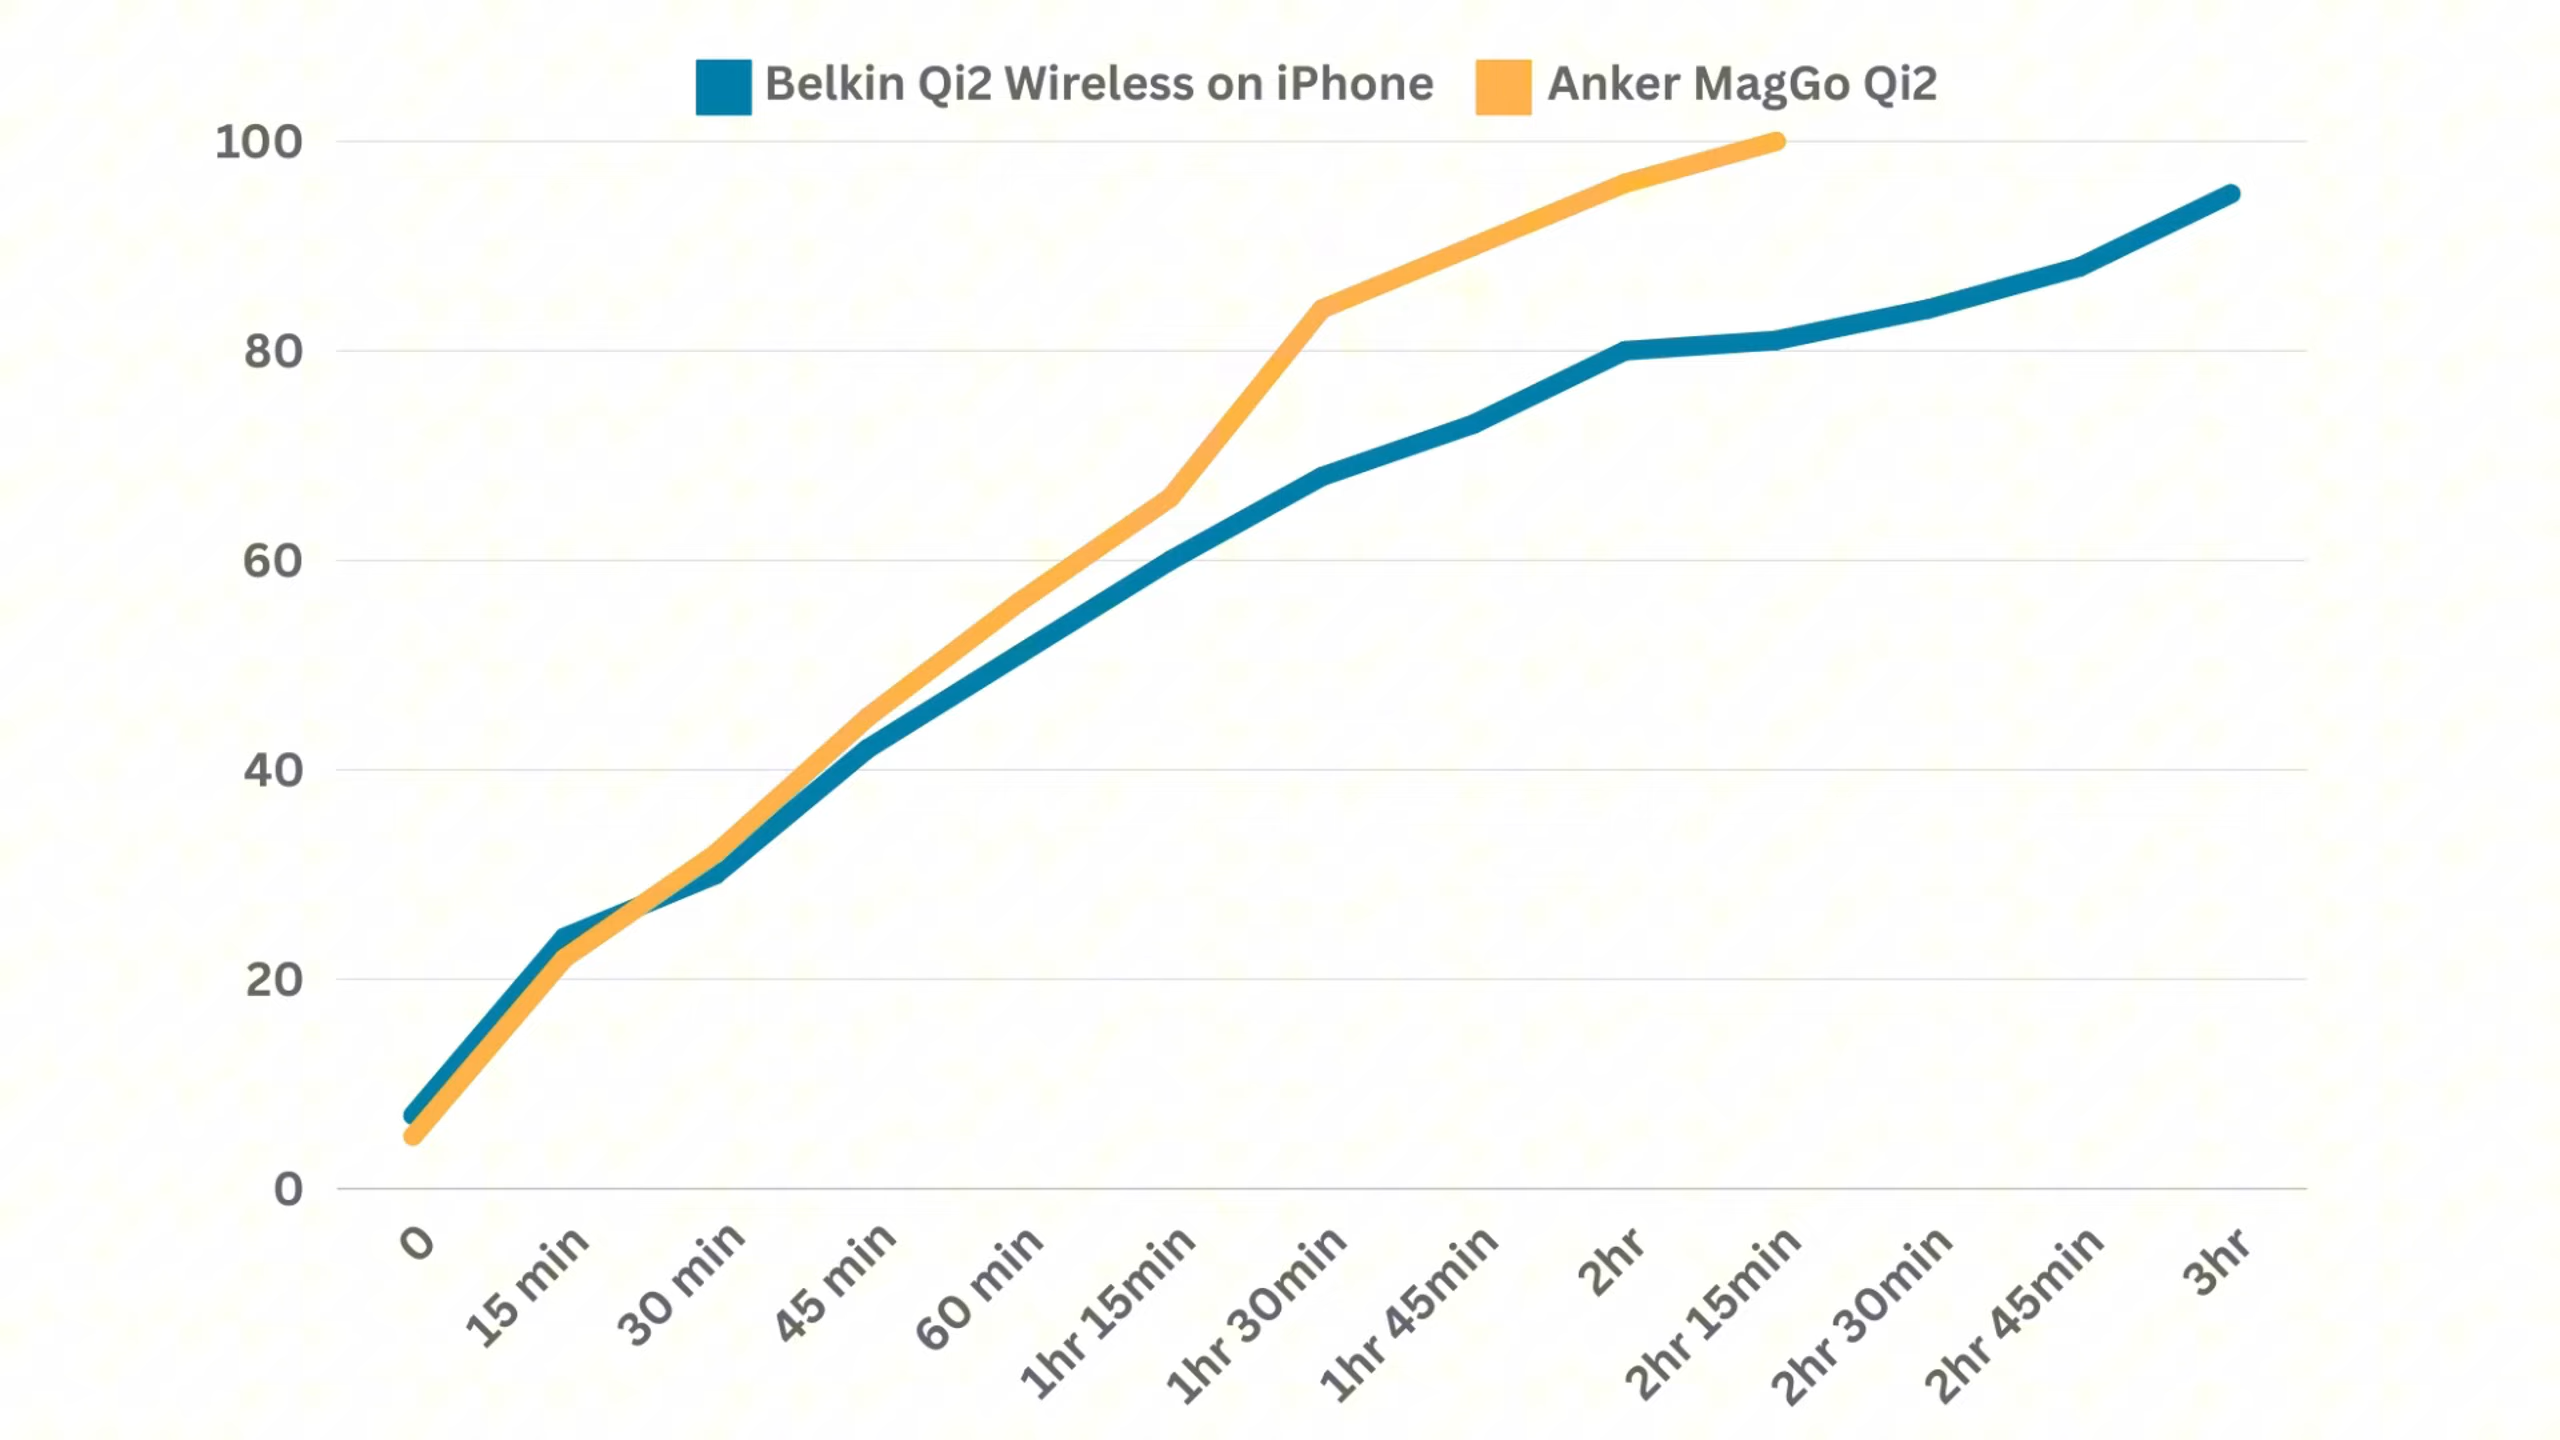 Belkin Qi2 Wireless on iPhone Anker MagGo Qi2
100
80
60
40
20
0
0
15 min
30 min
45 min
60 min
1hr 15min
1hr 30min
1hr 45min
2hr
2hr 15min
2hr 30min
2hr 45min
3hr